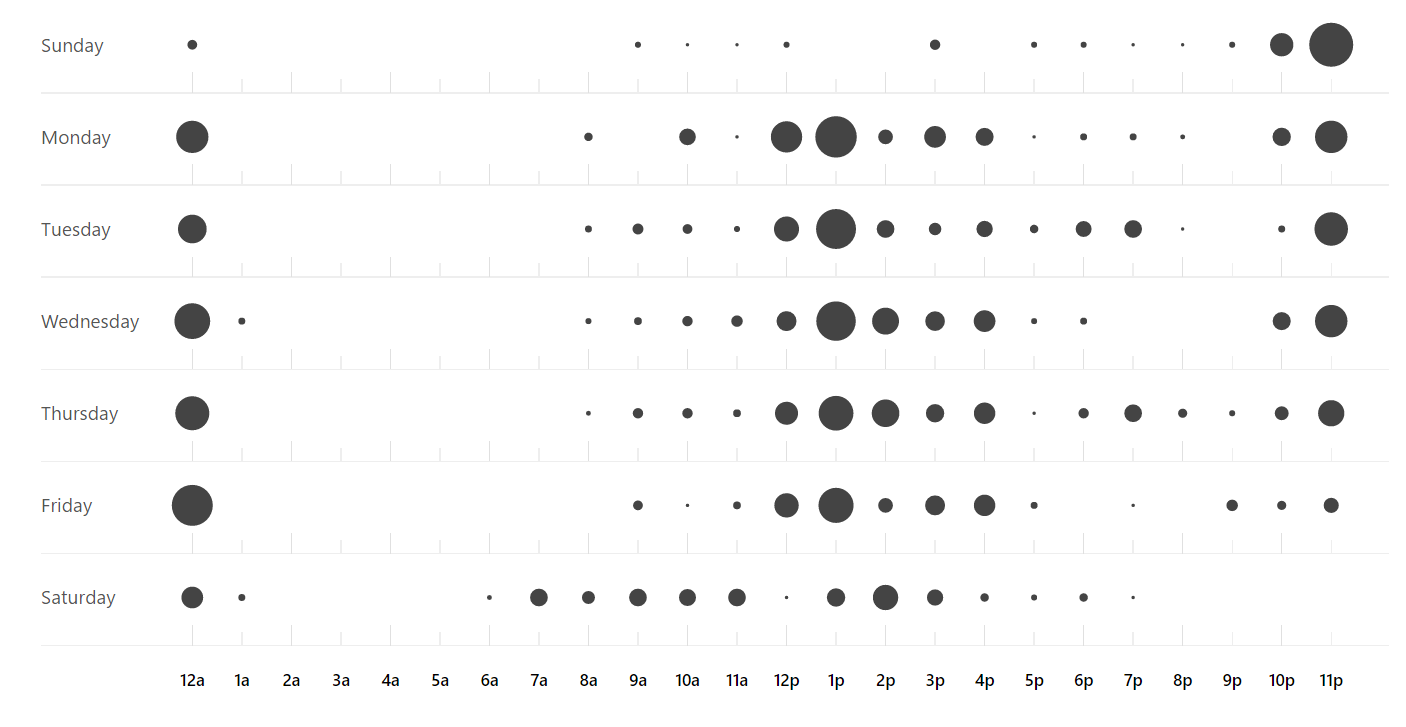 Sunday
Monday
Tuesday
Wednesday
Thursday
Friday
Saturday
12a 1a 2a 3a 4a 5a 6a 7a 8a 9a 10a 11a 12p 1p 2p 3p 4p 5p 6p 7p 8p 9p 10p 11p